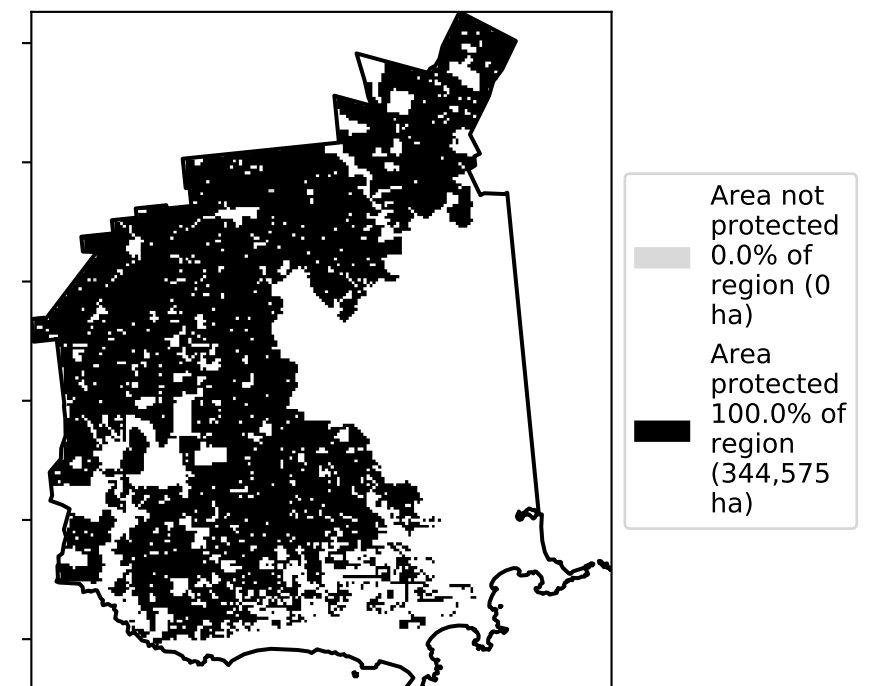 Area not
protected
0.0% of
region (0
ha)
Area
protected
100.0% of
region
(344,575
ha)